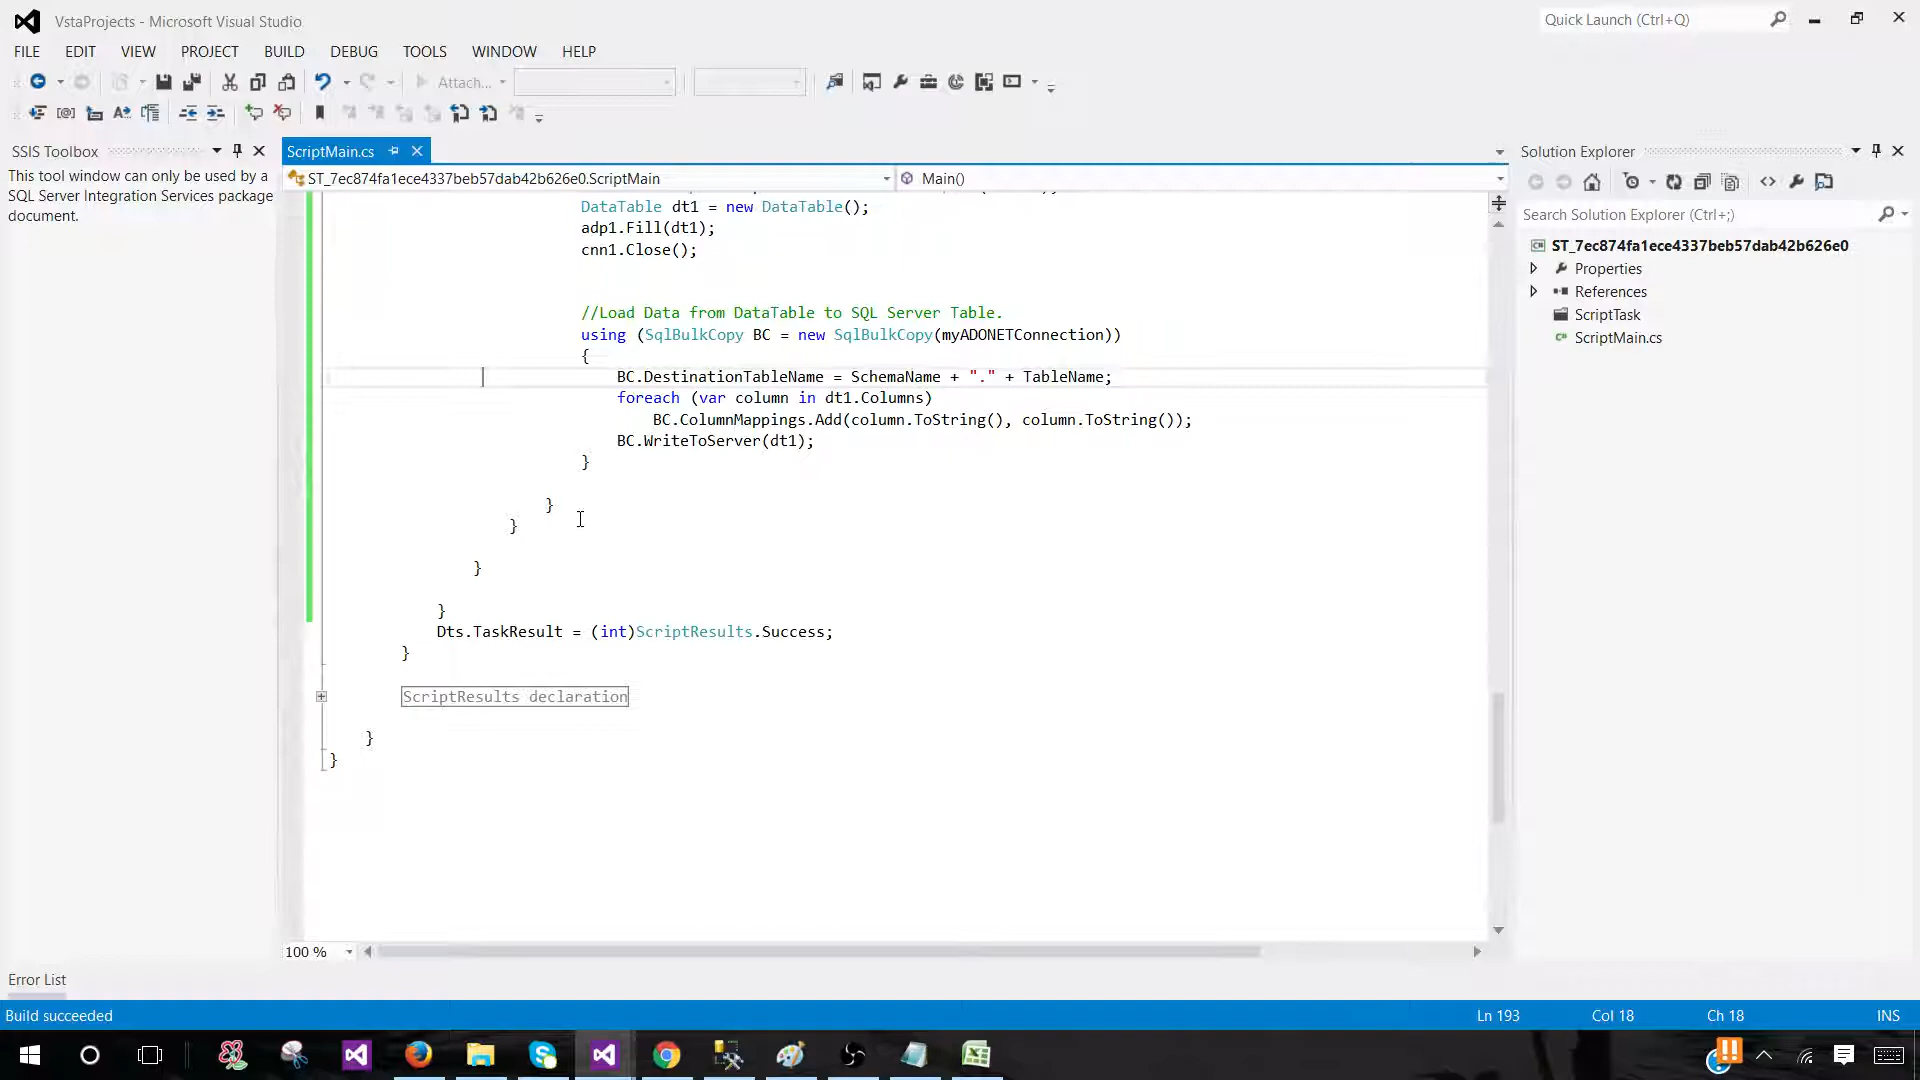 VstaProjects - Microsoft Visual Studio
Quick Launch (Ctrl+Q)
FILE EDIT VIEW PROJECT BUILD DEBUG TOOLS WINDOW HELP
Attach...
SSIS Toolbox
This tool window can only be used by a
SQL Server Integration Services package
document.
ScriptMain.cs
ST_7ec874fa1ece4337beb57dab42b626e0.ScriptMain
Main()
DataTable dt1 = new DataTable();
adp1.Fill(dt1);
cnn1.Close();
//Load Data from DataTable to SQL Server Table.
using (SqlBulkCopy BC = new SqlBulkCopy(myADONETConnection))
{
BC.DestinationTableName = SchemaName + "." + TableName;
foreach (var column in dt1.Columns)
BC.ColumnMappings.Add(column.ToString(), column.ToString());
BC.WriteToServer(dt1);
}
}
}
}
}
Dts.TaskResult = (int)ScriptResults.Success;
}
ScriptResults declaration
}
}
100 %
Solution Explorer
Search Solution Explorer (Ctrl+;)
ST_7ec874fa1ece4337beb57dab42b626e0
Properties
References
ScriptTask
ScriptMain.cs
Error List
Build succeeded
Ln 193 Col 18 Ch 18 INS